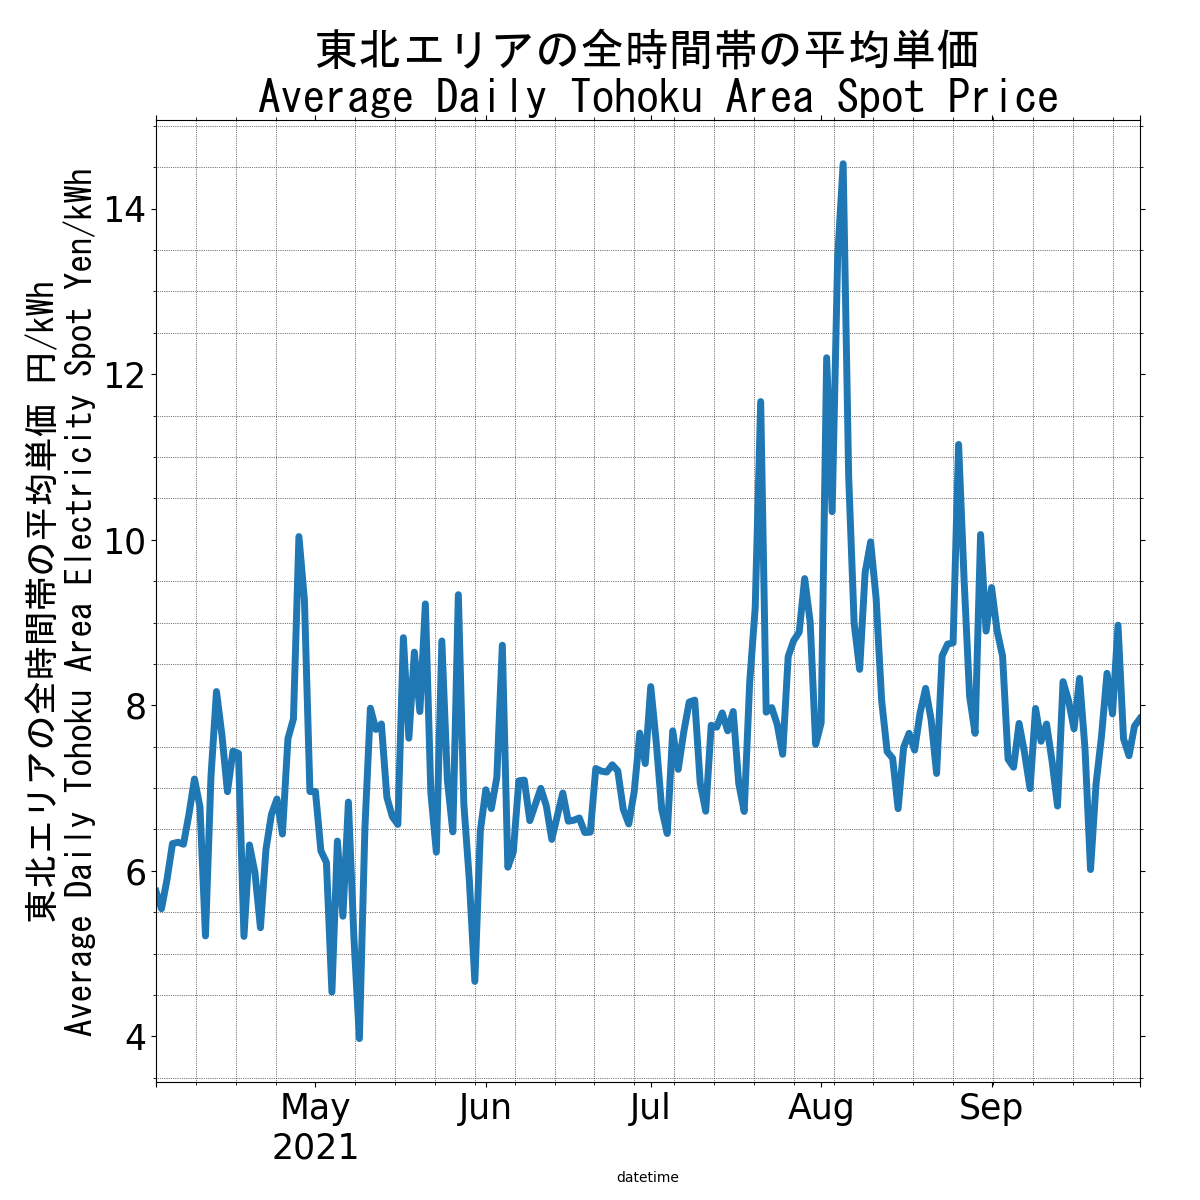 東北エリアの全時間帯の平均単価
Average Daily Tohoku Area Spot Price
東北エリアの全時間帯の平均単価 円/kWh
Average Daily Tohoku Area Electricity Spot Yen/kWh
14
12
10
8
6
4
May
2021
Jun
Jul
Aug
Sep
datetime